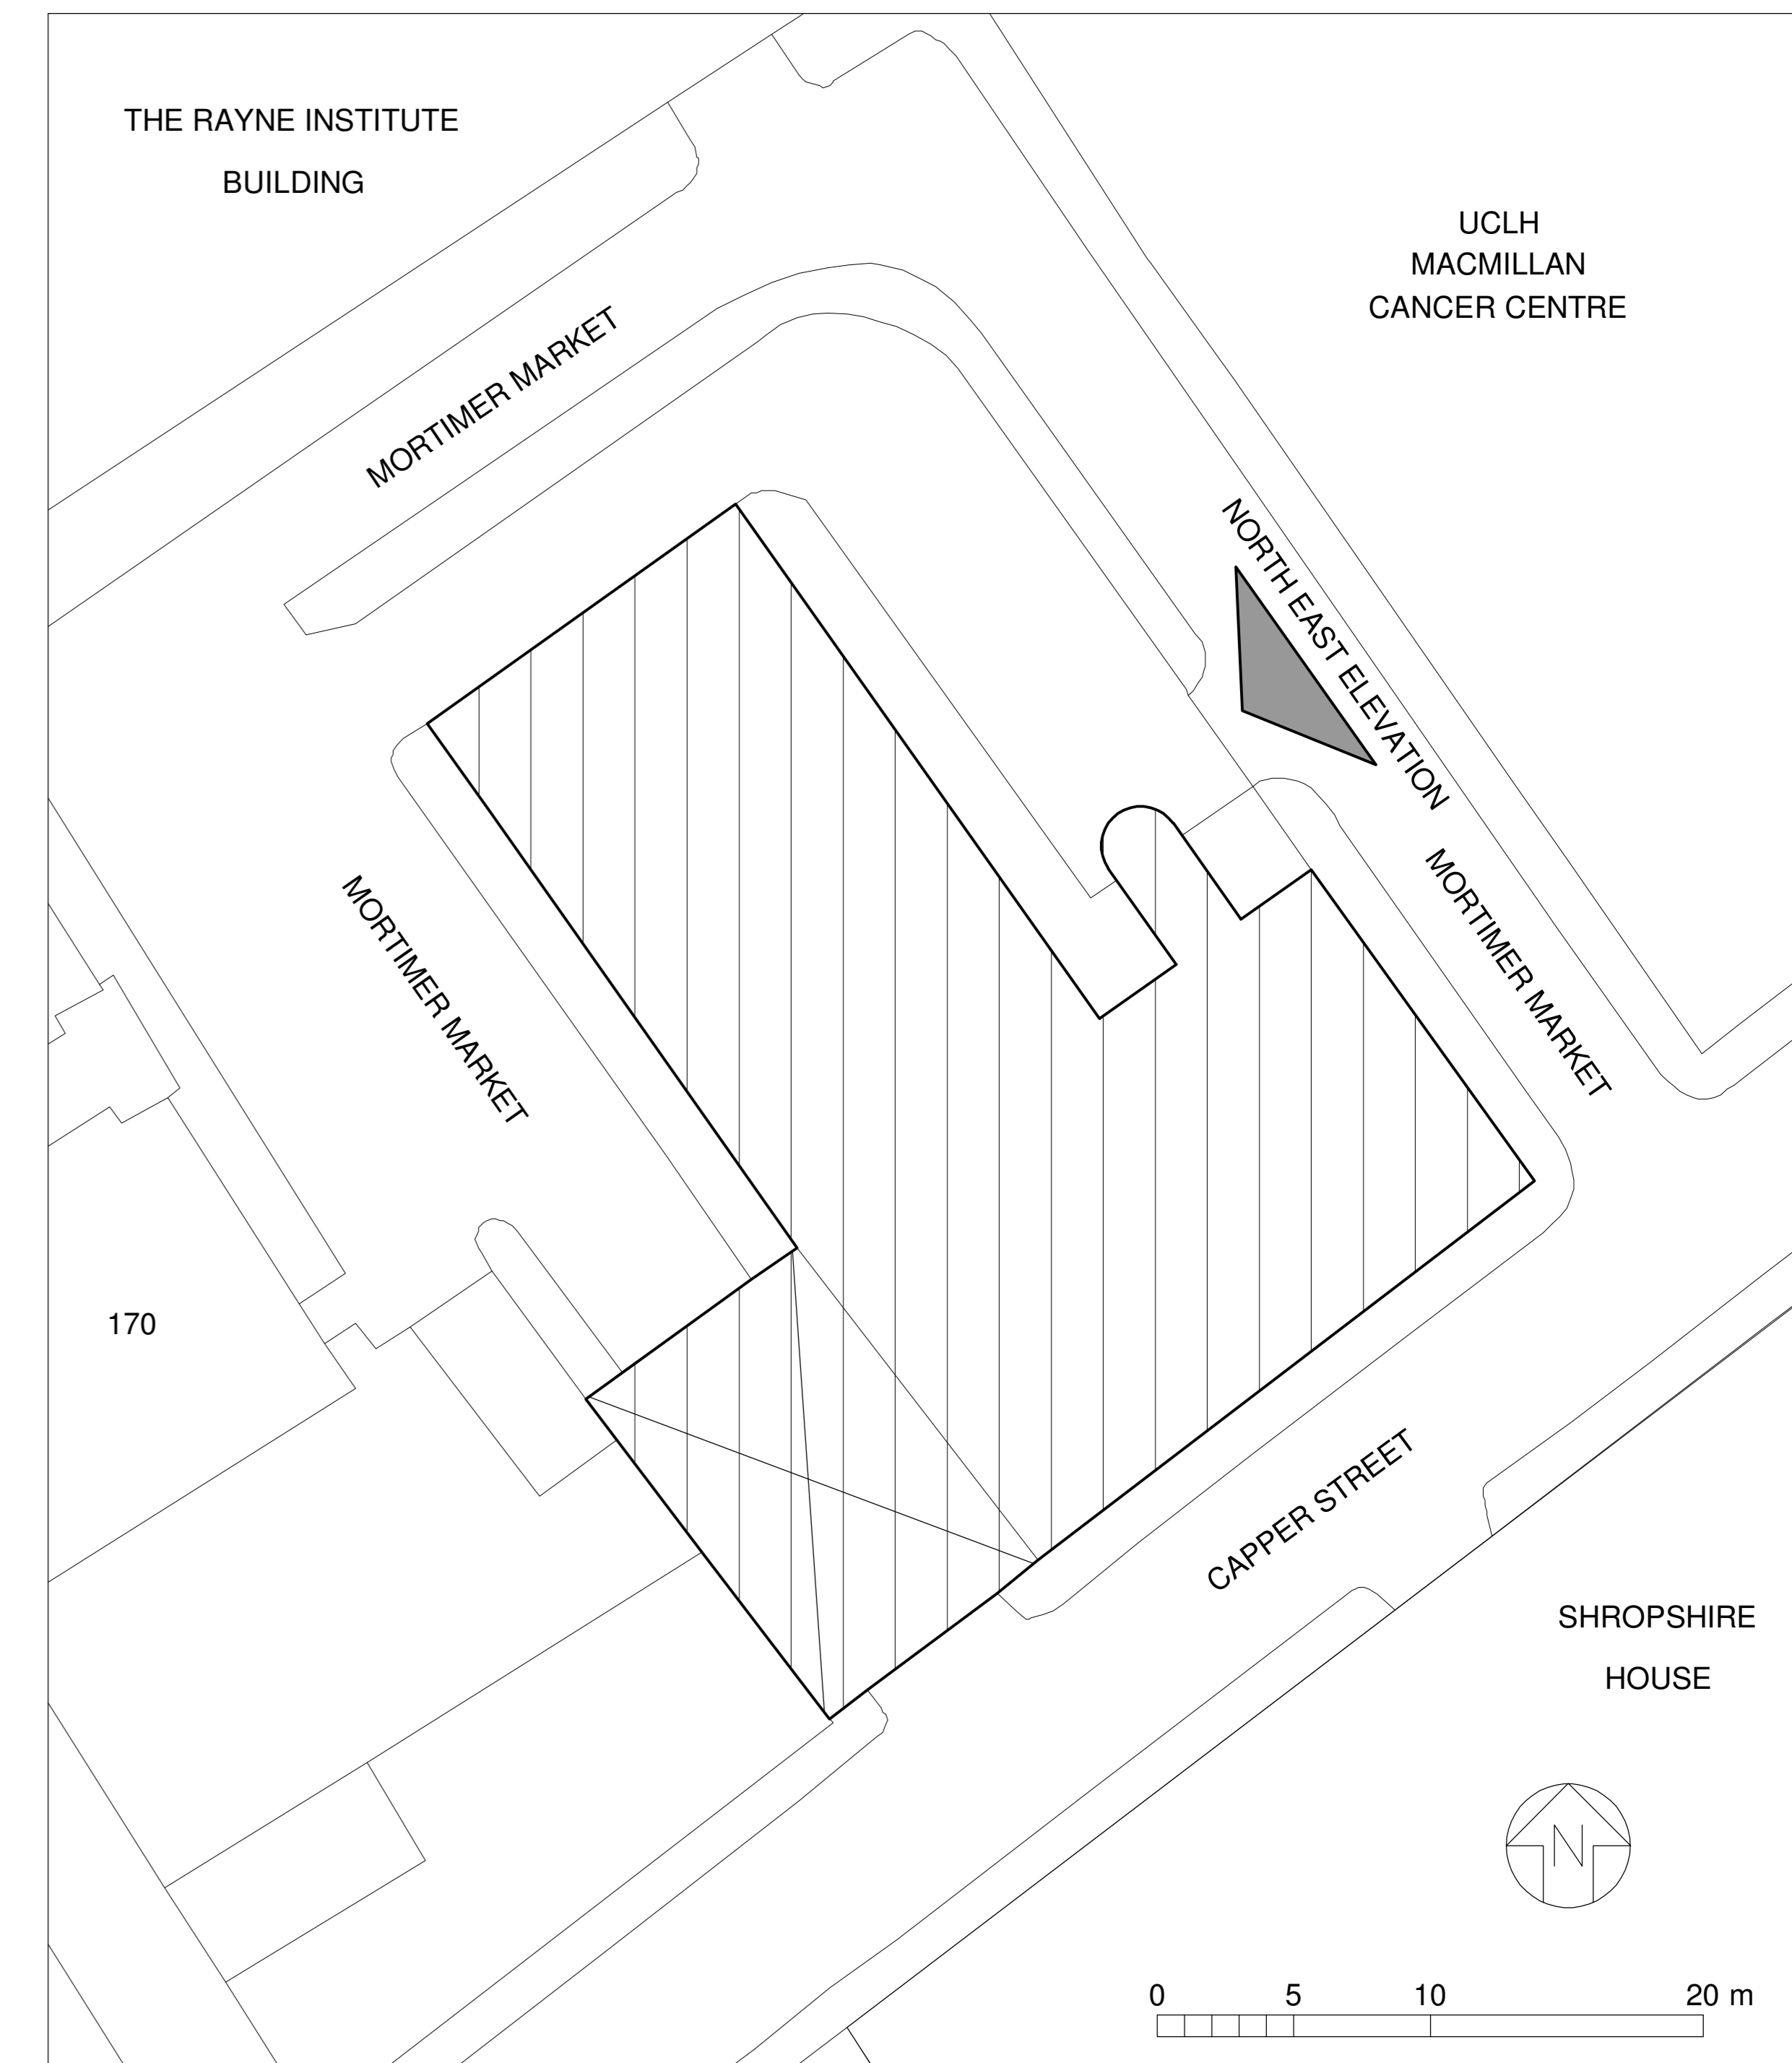 THE RAYNE INSTITUTE
BUILDING
UCLH
MACMILLAN
CANCER CENTRE
MORTIMER MARKET
NORTH EAST ELEVATION
MORTIMER MARKET
MORTIMER MARKET
170
CAPPER STREET
SHROPSHIRE
HOUSE
N
0 5 10 20 m